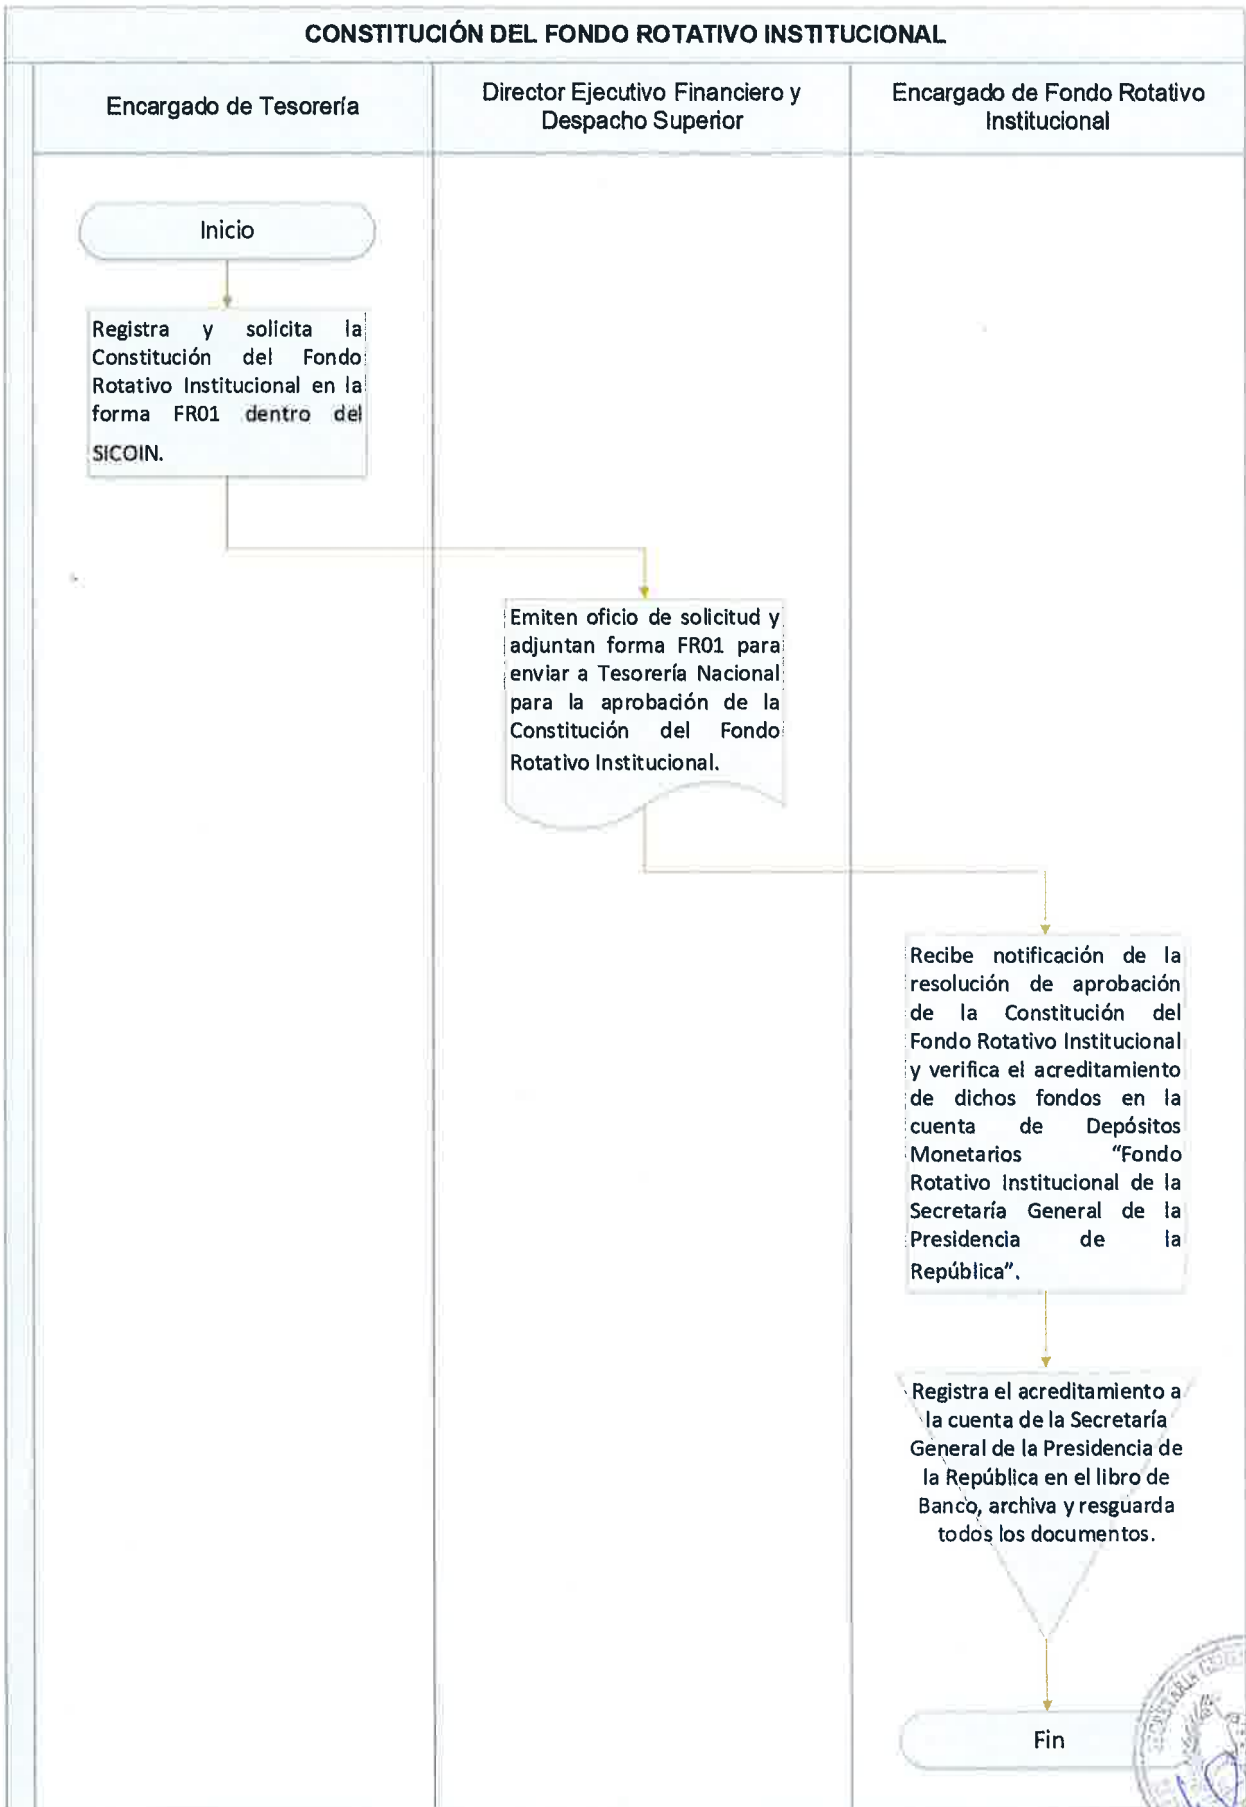 CONSTITUCIÓN DEL FONDO ROTATIVO INSTITUCIONAL
Encargado de Tesorería
Director Ejecutivo Financiero y
Despacho Superior
Encargado de Fondo Rotativo
Institucional
Inicio
Registra y solicita la
Constitución del Fondo
Rotativo Institucional en la
forma FR01 dentro del
SICOIN.
Emiten oficio de solicitud y
adjuntan forma FR01 para
enviar a Tesorería Nacional
para la aprobación de la
Constitución del Fondo
Rotativo Institucional.
Recibe notificación de la
resolución de aprobación
de la Constitución del
Fondo Rotativo Institucional
y verifica el acreditamiento
de dichos fondos en la
cuenta de Depósitos
Monetarios “Fondo
Rotativo Institucional de la
Secretaría General de la
Presidencia de la
República”.
Registra el acreditamiento a
la cuenta de la Secretaría
General de la Presidencia de
la República en el libro de
Banco, archiva y resguarda
todos los documentos.
Fin